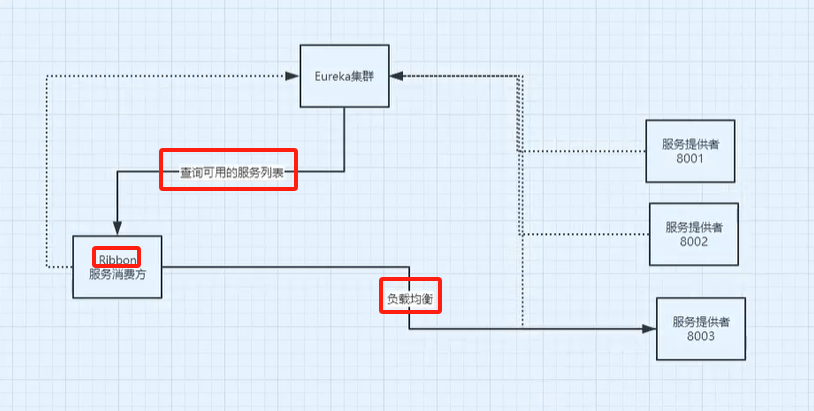 Eureka集群
服务提供者
8001
查询可用的服务列表
服务提供者
8002
Ribbon
服务消费方
负载均衡
服务提供者
8003